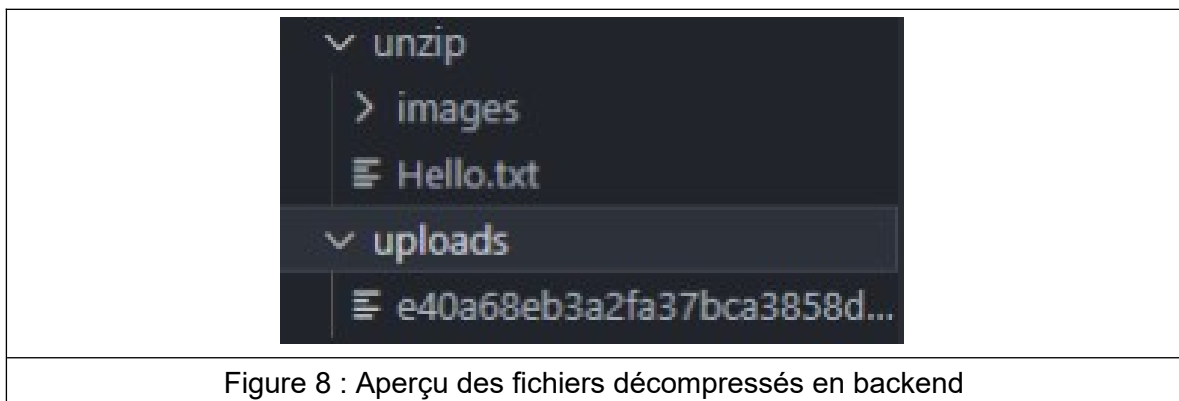 unzip
images
Hello.txt
uploads
e40a68eb3a2fa37bca3858d...
Figure 8 : Aperçu des fichiers décompressés en backend